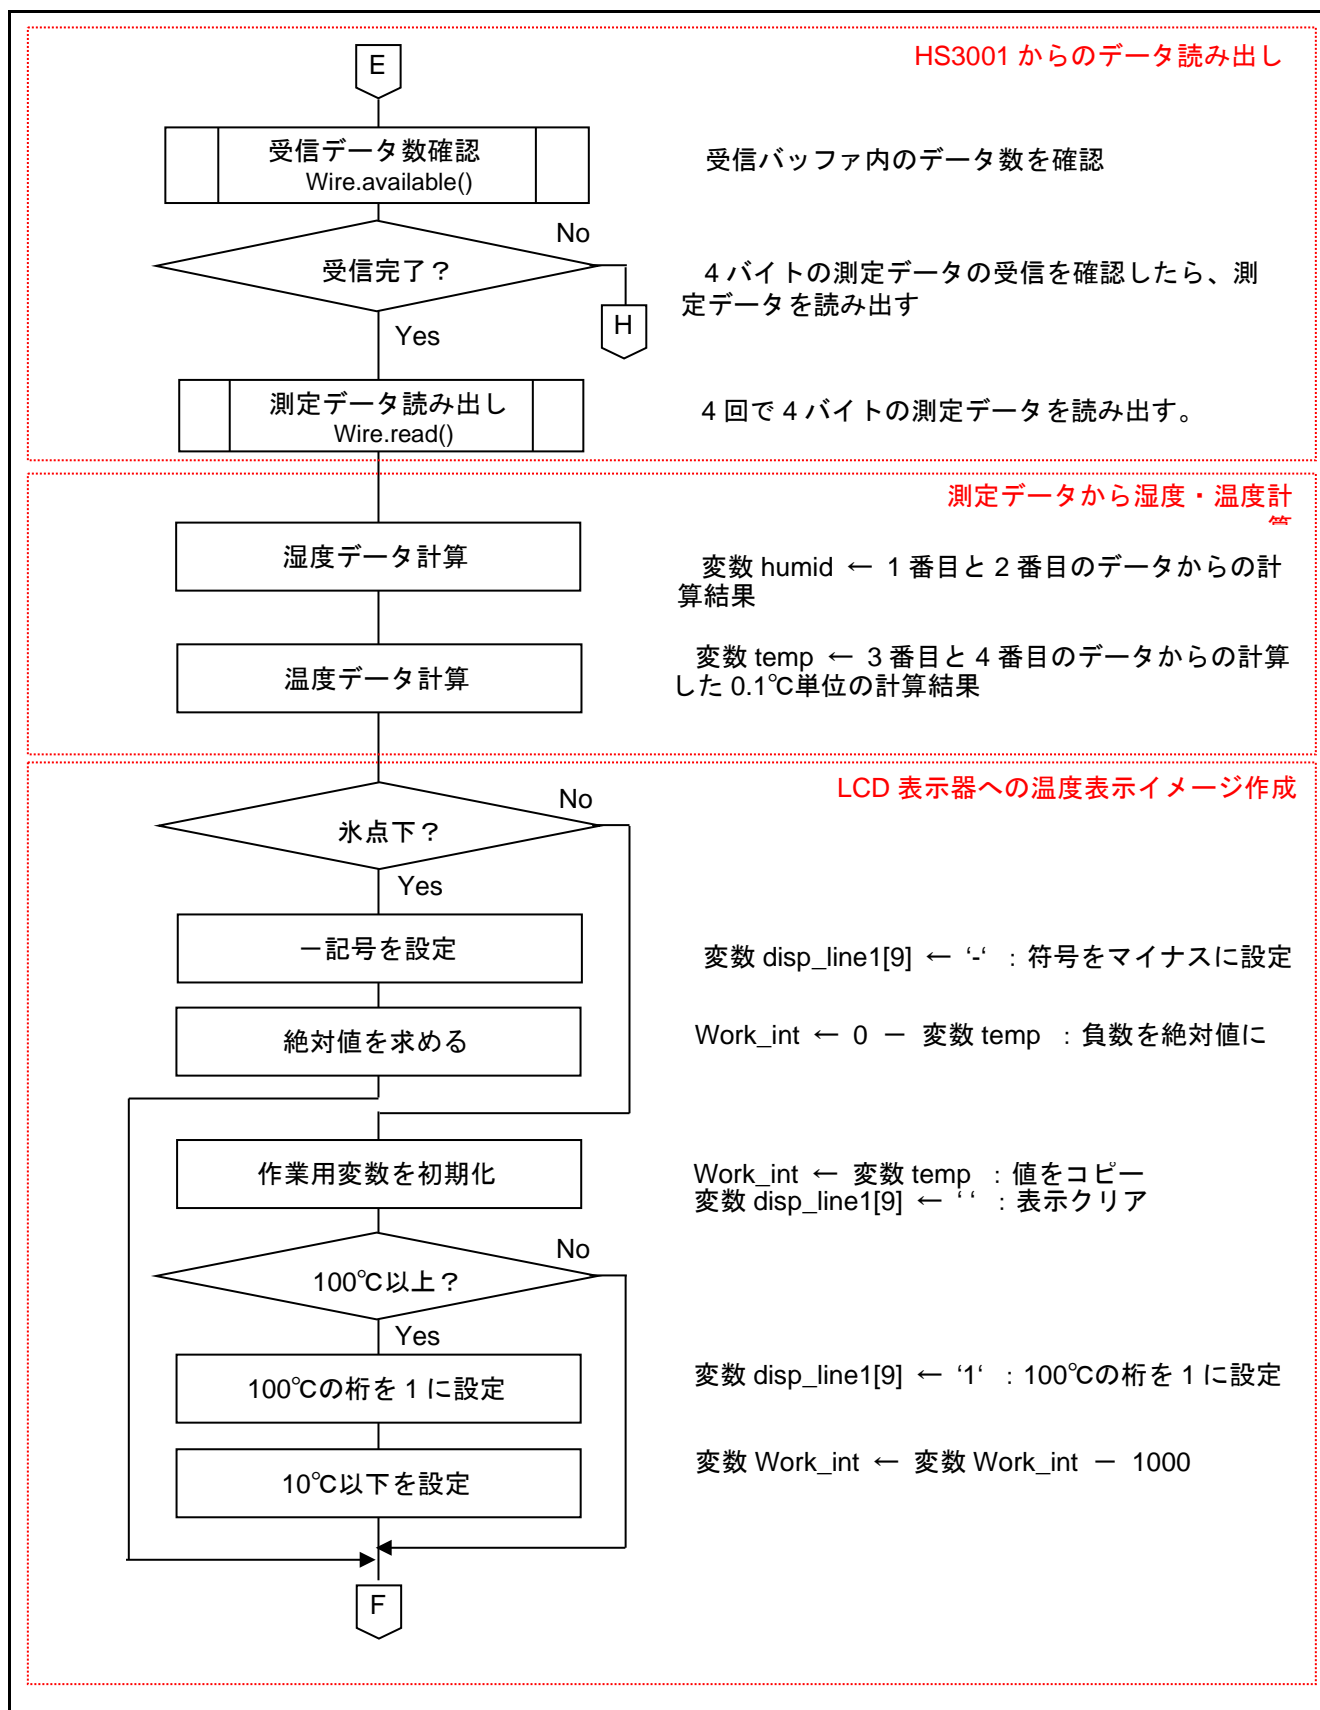 HS3001 からのデータ読み出し
E
受信データ数確認
Wire.available()
受信バッファ内のデータ数を確認
No
受信完了？
4 バイトの測定データの受信を確認したら、測
定データを読み出す
H
Yes
測定データ読み出し
Wire.read()
4 回で 4 バイトの測定データを読み出す。
測定データから湿度・温度計
湿度データ計算
変数 humid ← 1 番目と 2 番目のデータからの計
算結果
温度データ計算
変数 temp ← 3 番目と 4 番目のデータからの計算
した 0.1℃単位の計算結果
LCD 表示器への温度表示イメージ作成
No
氷点下？
Yes
－記号を設定
変数 disp_line1[9] ← ‘-‘ ：符号をマイナスに設定
絶対値を求める
Work_int ← 0 － 変数 temp ：負数を絶対値に
作業用変数を初期化
Work_int ← 変数 temp ：値をコピー
変数 disp_line1[9] ← ‘ ‘ ：表示クリア
No
100℃以上？
Yes
100℃の桁を 1 に設定
変数 disp_line1[9] ← ‘1‘ ：100℃の桁を 1 に設定
10℃以下を設定
変数 Work_int ← 変数 Work_int － 1000
F